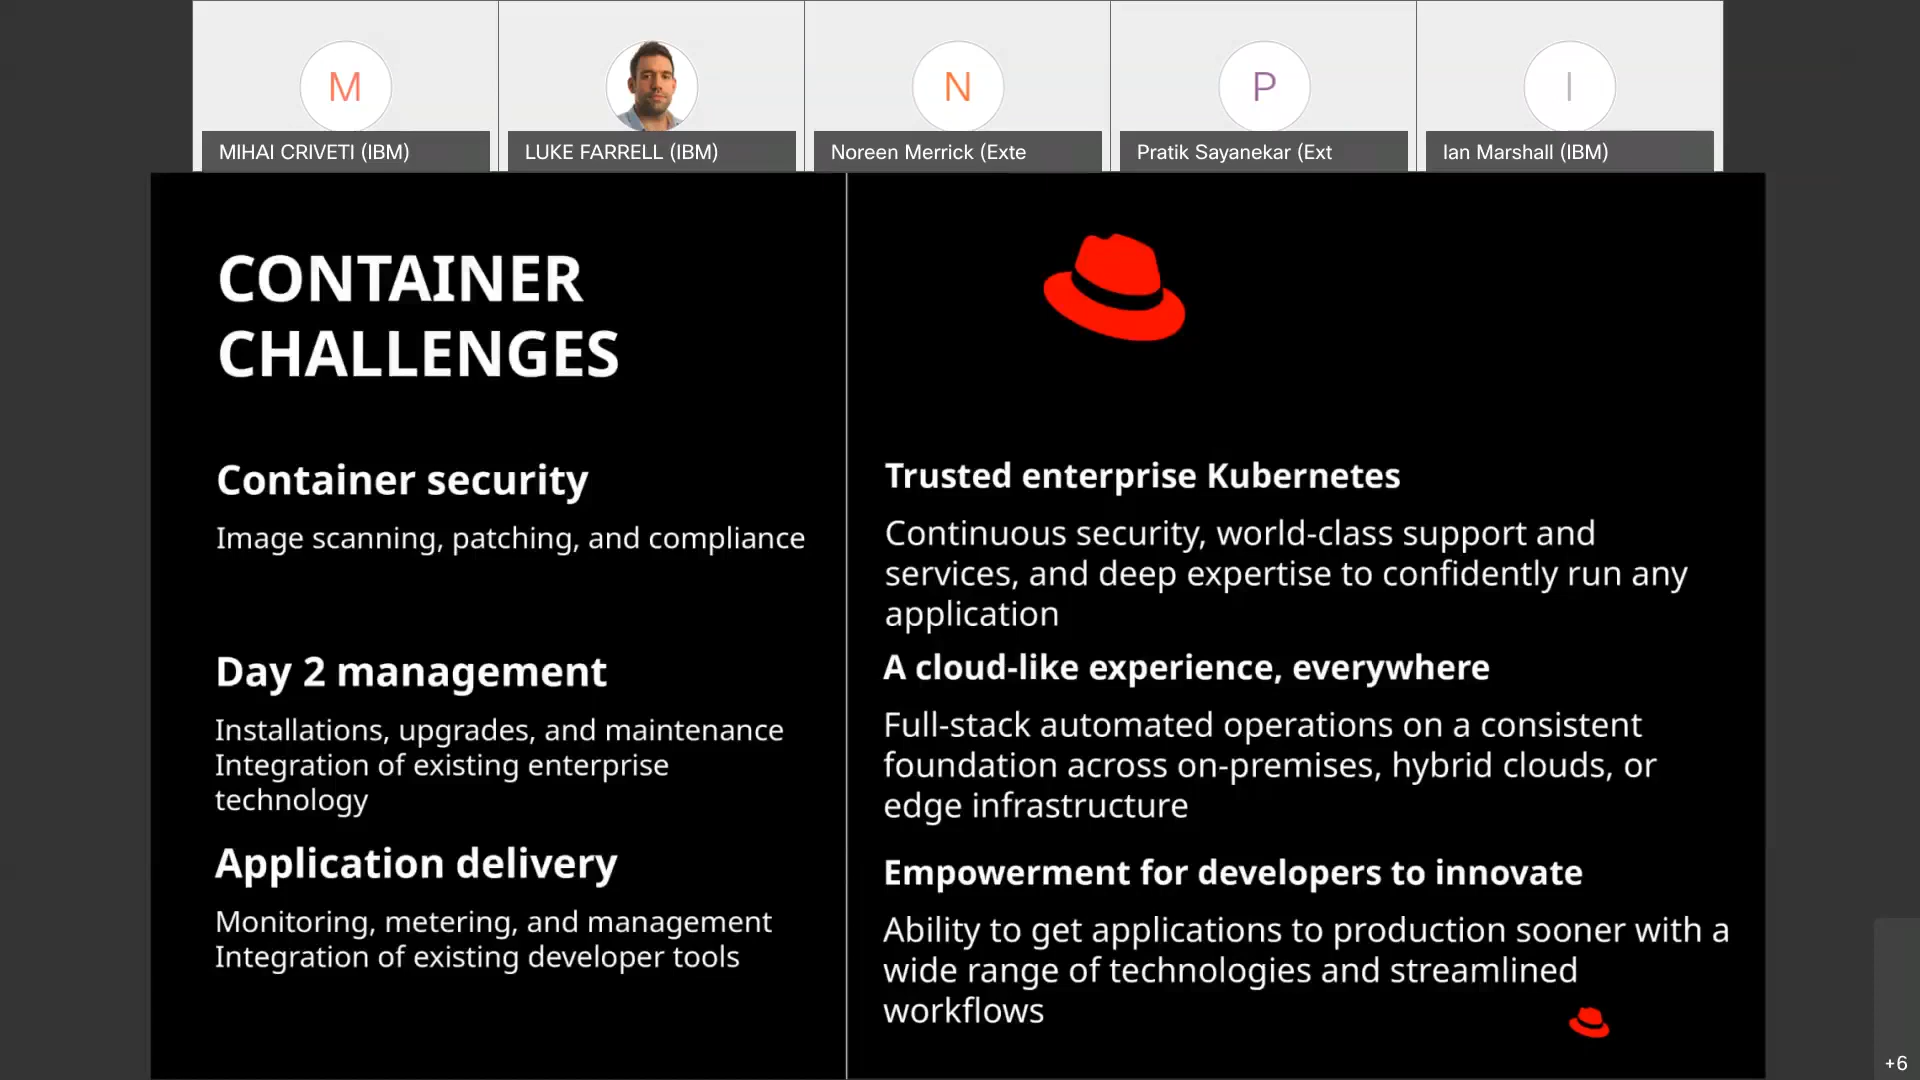 M
N
P
I
MIHAI CRIVETI (IBM)
LUKE FARRELL (IBM)
Noreen Merrick (Exte
Pratik Sayanekar (Ext
Ian Marshall (IBM)
CONTAINER
CHALLENGES
Container security
Image scanning, patching, and compliance
Day 2 management
Installations, upgrades, and maintenance
Integration of existing enterprise
technology
Application delivery
Monitoring, metering, and management
Integration of existing developer tools
Trusted enterprise Kubernetes
Continuous security, world-class support and
services, and deep expertise to confidently run any
application
A cloud-like experience, everywhere
Full-stack automated operations on a consistent
foundation across on-premises, hybrid clouds, or
edge infrastructure
Empowerment for developers to innovate
Ability to get applications to production sooner with a
wide range of technologies and streamlined
workflows
+6